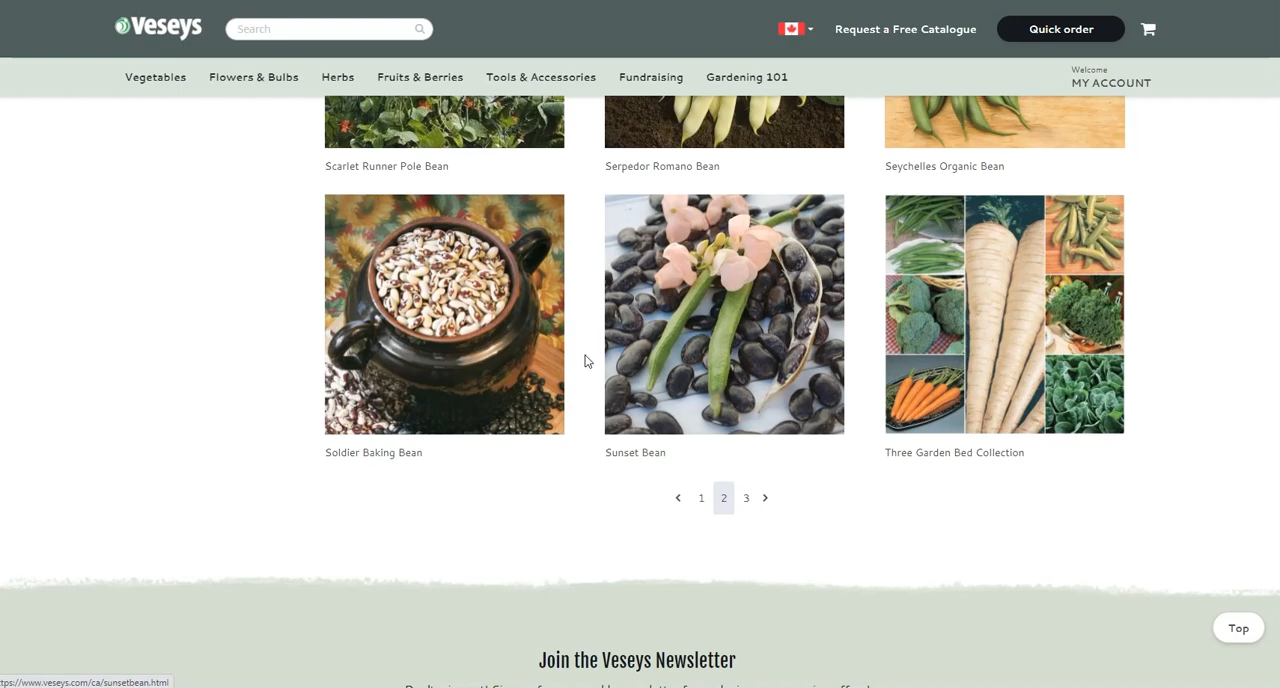 Veseys
Search
Request a Free Catalogue
Quick order
Vegetables
Flowers & Bulbs
Herbs
Fruits & Berries
Tools & Accessories
Fundraising
Gardening 101
Welcome
MY ACCOUNT
Scarlet Runner Pole Bean
Serpedor Romano Bean
Seychelles Organic Bean
Soldier Baking Bean
Sunset Bean
Three Garden Bed Collection
1 2 3
Top
Join the Veseys Newsletter
ttps://www.veseys.com/ca/sunsetbean.html